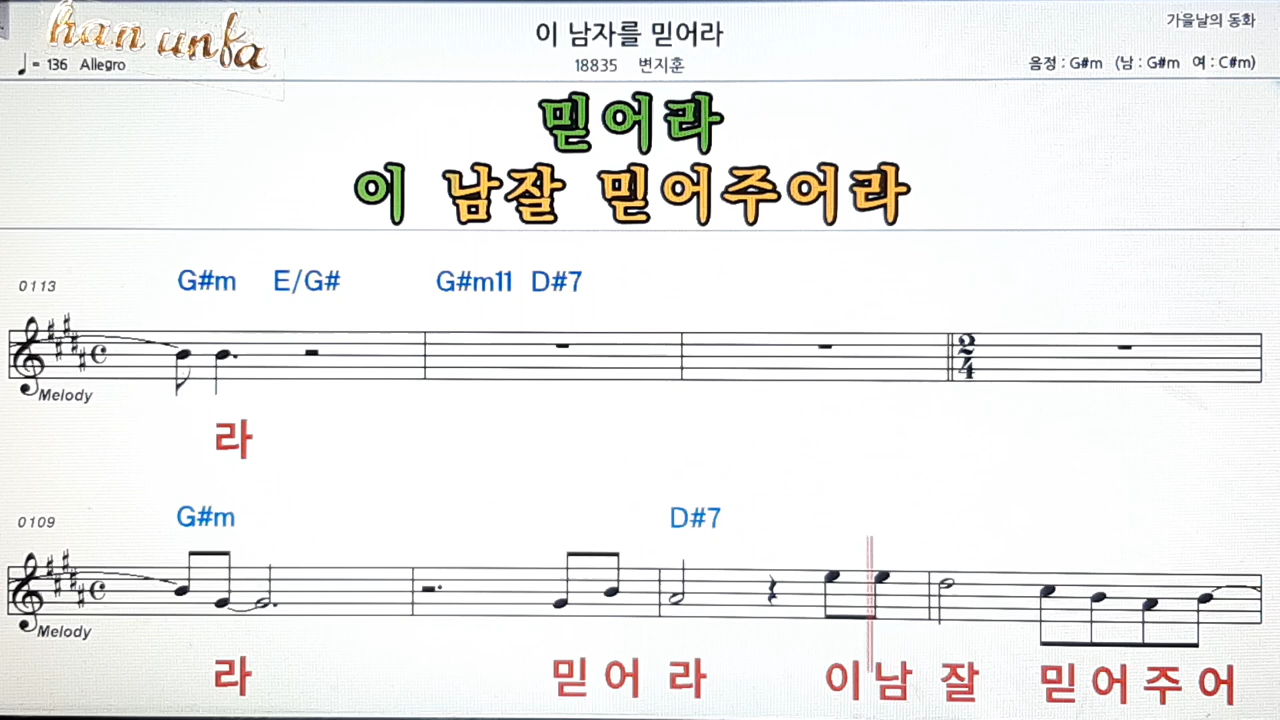 han unfa
이 남자를 믿어라
가을날의 동화
♩= 136 Allegro
18835 변지훈
음정 : G#m (남 : G#m 여 : C#m)
믿어라
이 남잘 믿어주어라
0113
G#m E/G# G#m11 D#7
2/4
Melody
라
0109
G#m D#7
Melody
라 믿 어 라 이 남 잘 믿 어 주 어